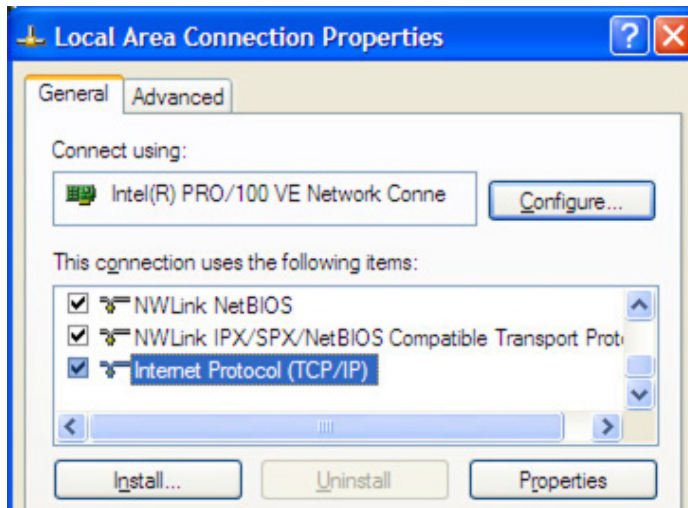 Local Area Connection Properties
General Advanced
Connect using:
Intel(R) PRO/100 VE Network Conne Configure...
This connection uses the following items:
NWLink NetBIOS
NWLink IPX/SPX/NetBIOS Compatible Transport Proto
Internet Protocol (TCP/IP)
Install... Uninstall Properties